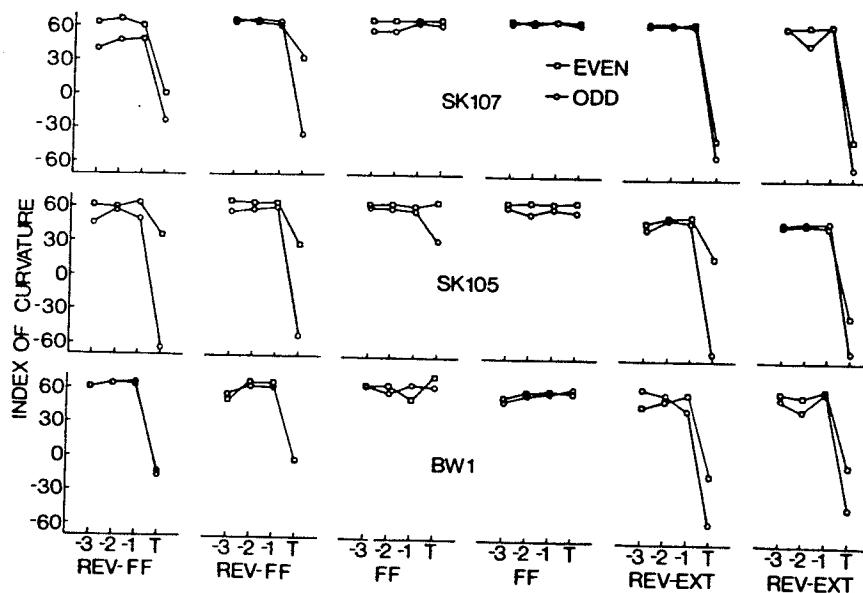 60
30
0
-30
-60
EVEN
ODD
SK107
60
30
0
-30
-60
SK105
INDEX OF CURVATURE
60
30
0
-30
-60
BW1
-3 -2 -1 T -3 -2 -1 T -3 -2 -1 T -3 -2 -1 T -3 -2 -1 T -3 -2 -1 T
REV-FF REV-FF FF FF REV-EXT REV-EXT